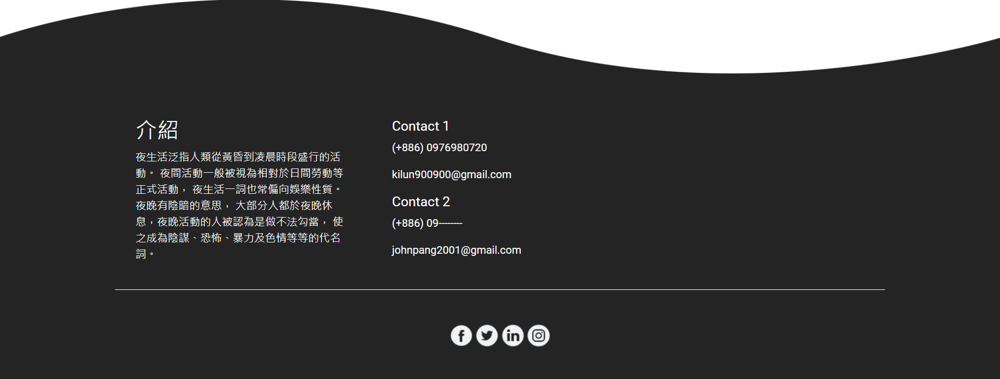 介紹
夜生活泛指人類從黃昏到凌晨時段盛行的活
動。 夜間活動一般被視為相對於日間勞動等
正式活動， 夜生活一詞也常偏向娛樂性質。
夜晚有陰暗的意思， 大部分人都於夜晚休
息，夜晚活動的人被認為是做不法勾當， 使
之成為陰謀、恐怖、暴力及色情等等的代名
詞。
Contact 1
(+886) 0976980720
kilun900900@gmail.com
Contact 2
(+886) 09--------
johnpang2001@gmail.com